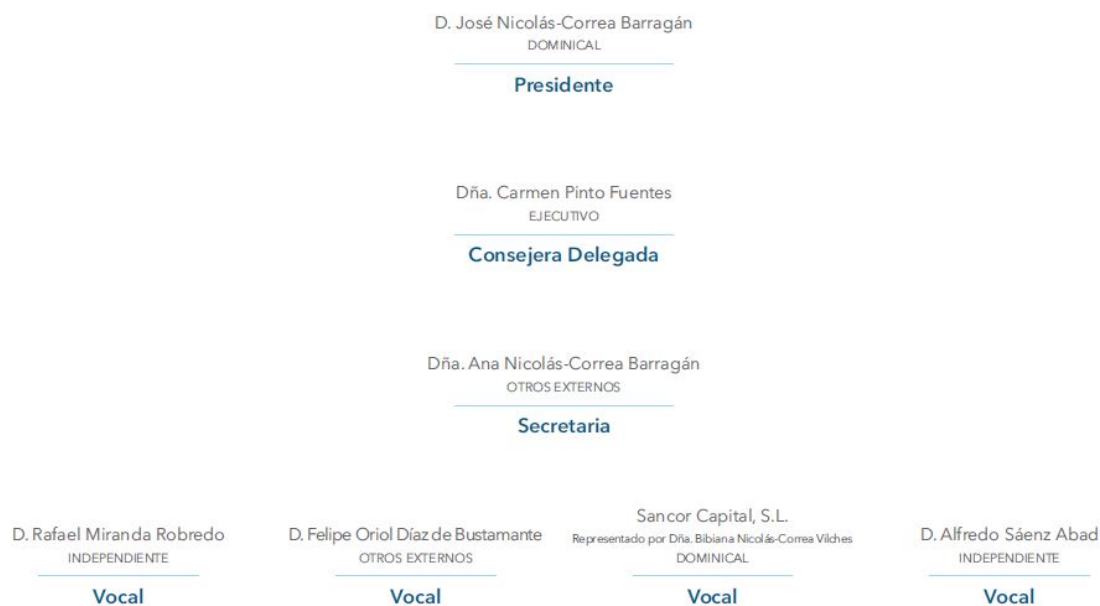 D. José Nicolás-Correa Barragán
DOMINICAL
Presidente
Dña. Carmen Pinto Fuentes
EJECUTIVO
Consejera Delegada
Dña. Ana Nicolás-Correa Barragán
OTROS EXTERNOS
Secretaria
D. Rafael Miranda Robredo
INDEPENDIENTE
Vocal
D. Felipe Oriol Díaz de Bustamante
OTROS EXTERNOS
Vocal
Sancor Capital, S.L.
Representado por Dña. Bibiana Nicolás-Correa Vilches
DOMINICAL
Vocal
D. Alfredo Sáenz Abad
INDEPENDIENTE
Vocal